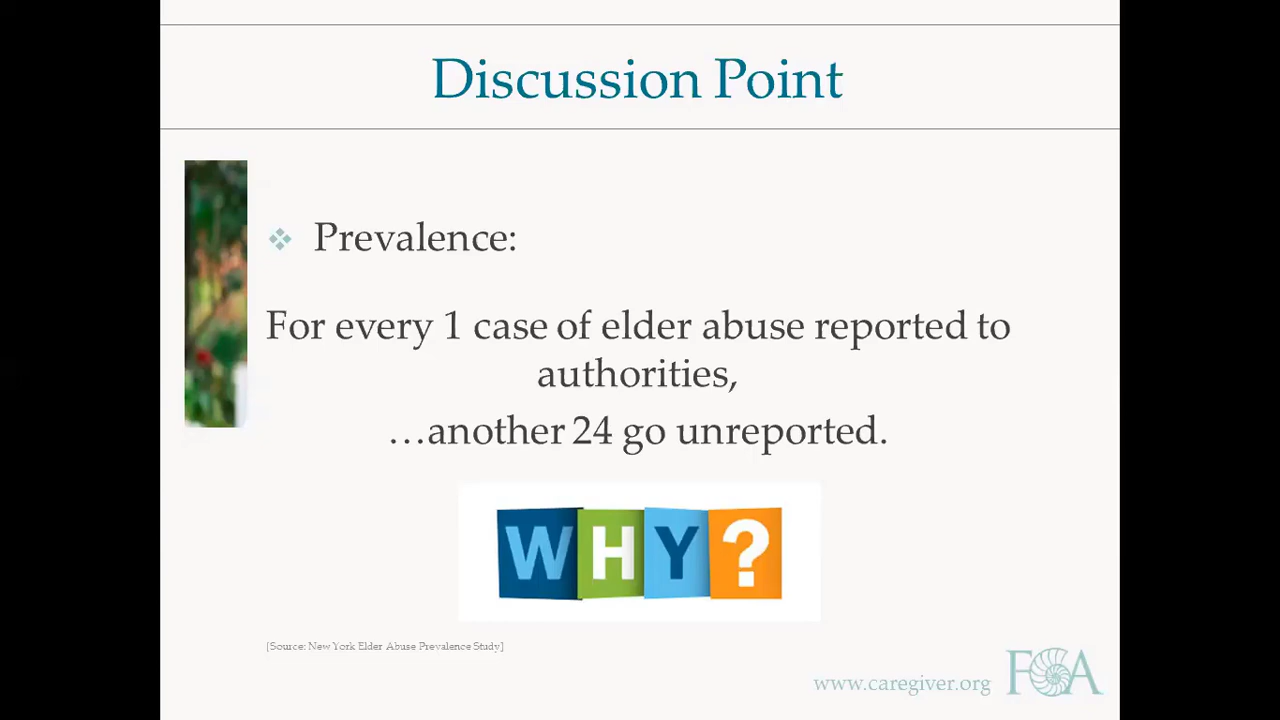 Discussion Point
Prevalence:
For every 1 case of elder abuse reported to
authorities,
…another 24 go unreported.
WHY?
[Source: New York Elder Abuse Prevalence Study]
www.caregiver.org FCA